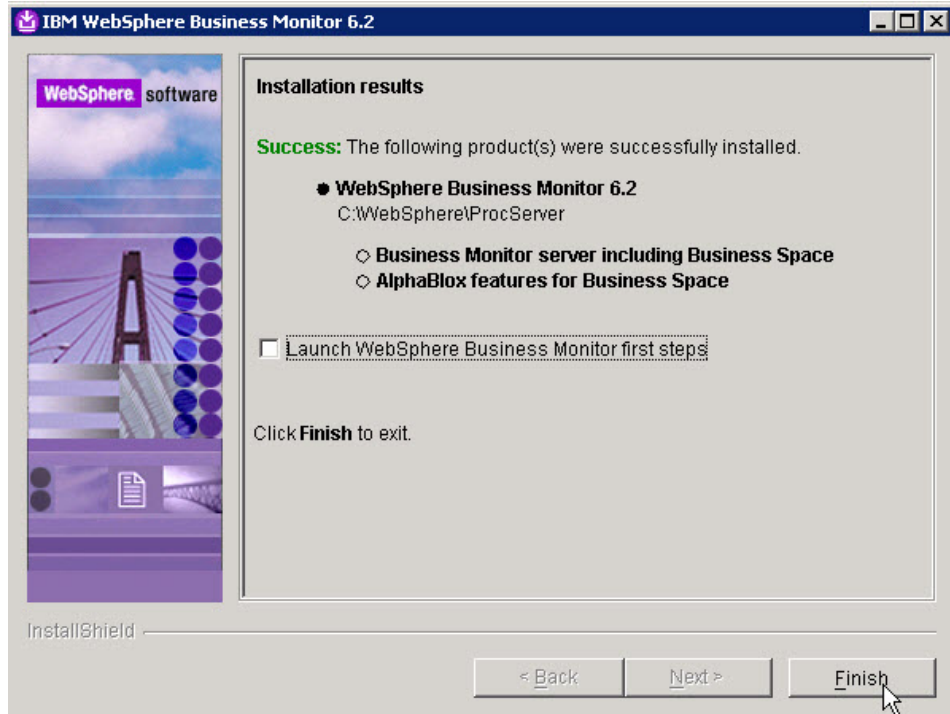 IBM WebSphere Business Monitor 6.2
WebSphere. software
Installation results
Success: The following product(s) were successfully installed.
WebSphere Business Monitor 6.2
C:\WebSphere\ProcServer
Business Monitor server including Business Space
AlphaBlox features for Business Space
Launch WebSphere Business Monitor first steps
Click Finish to exit.
InstallShield
< Back Next > Finish